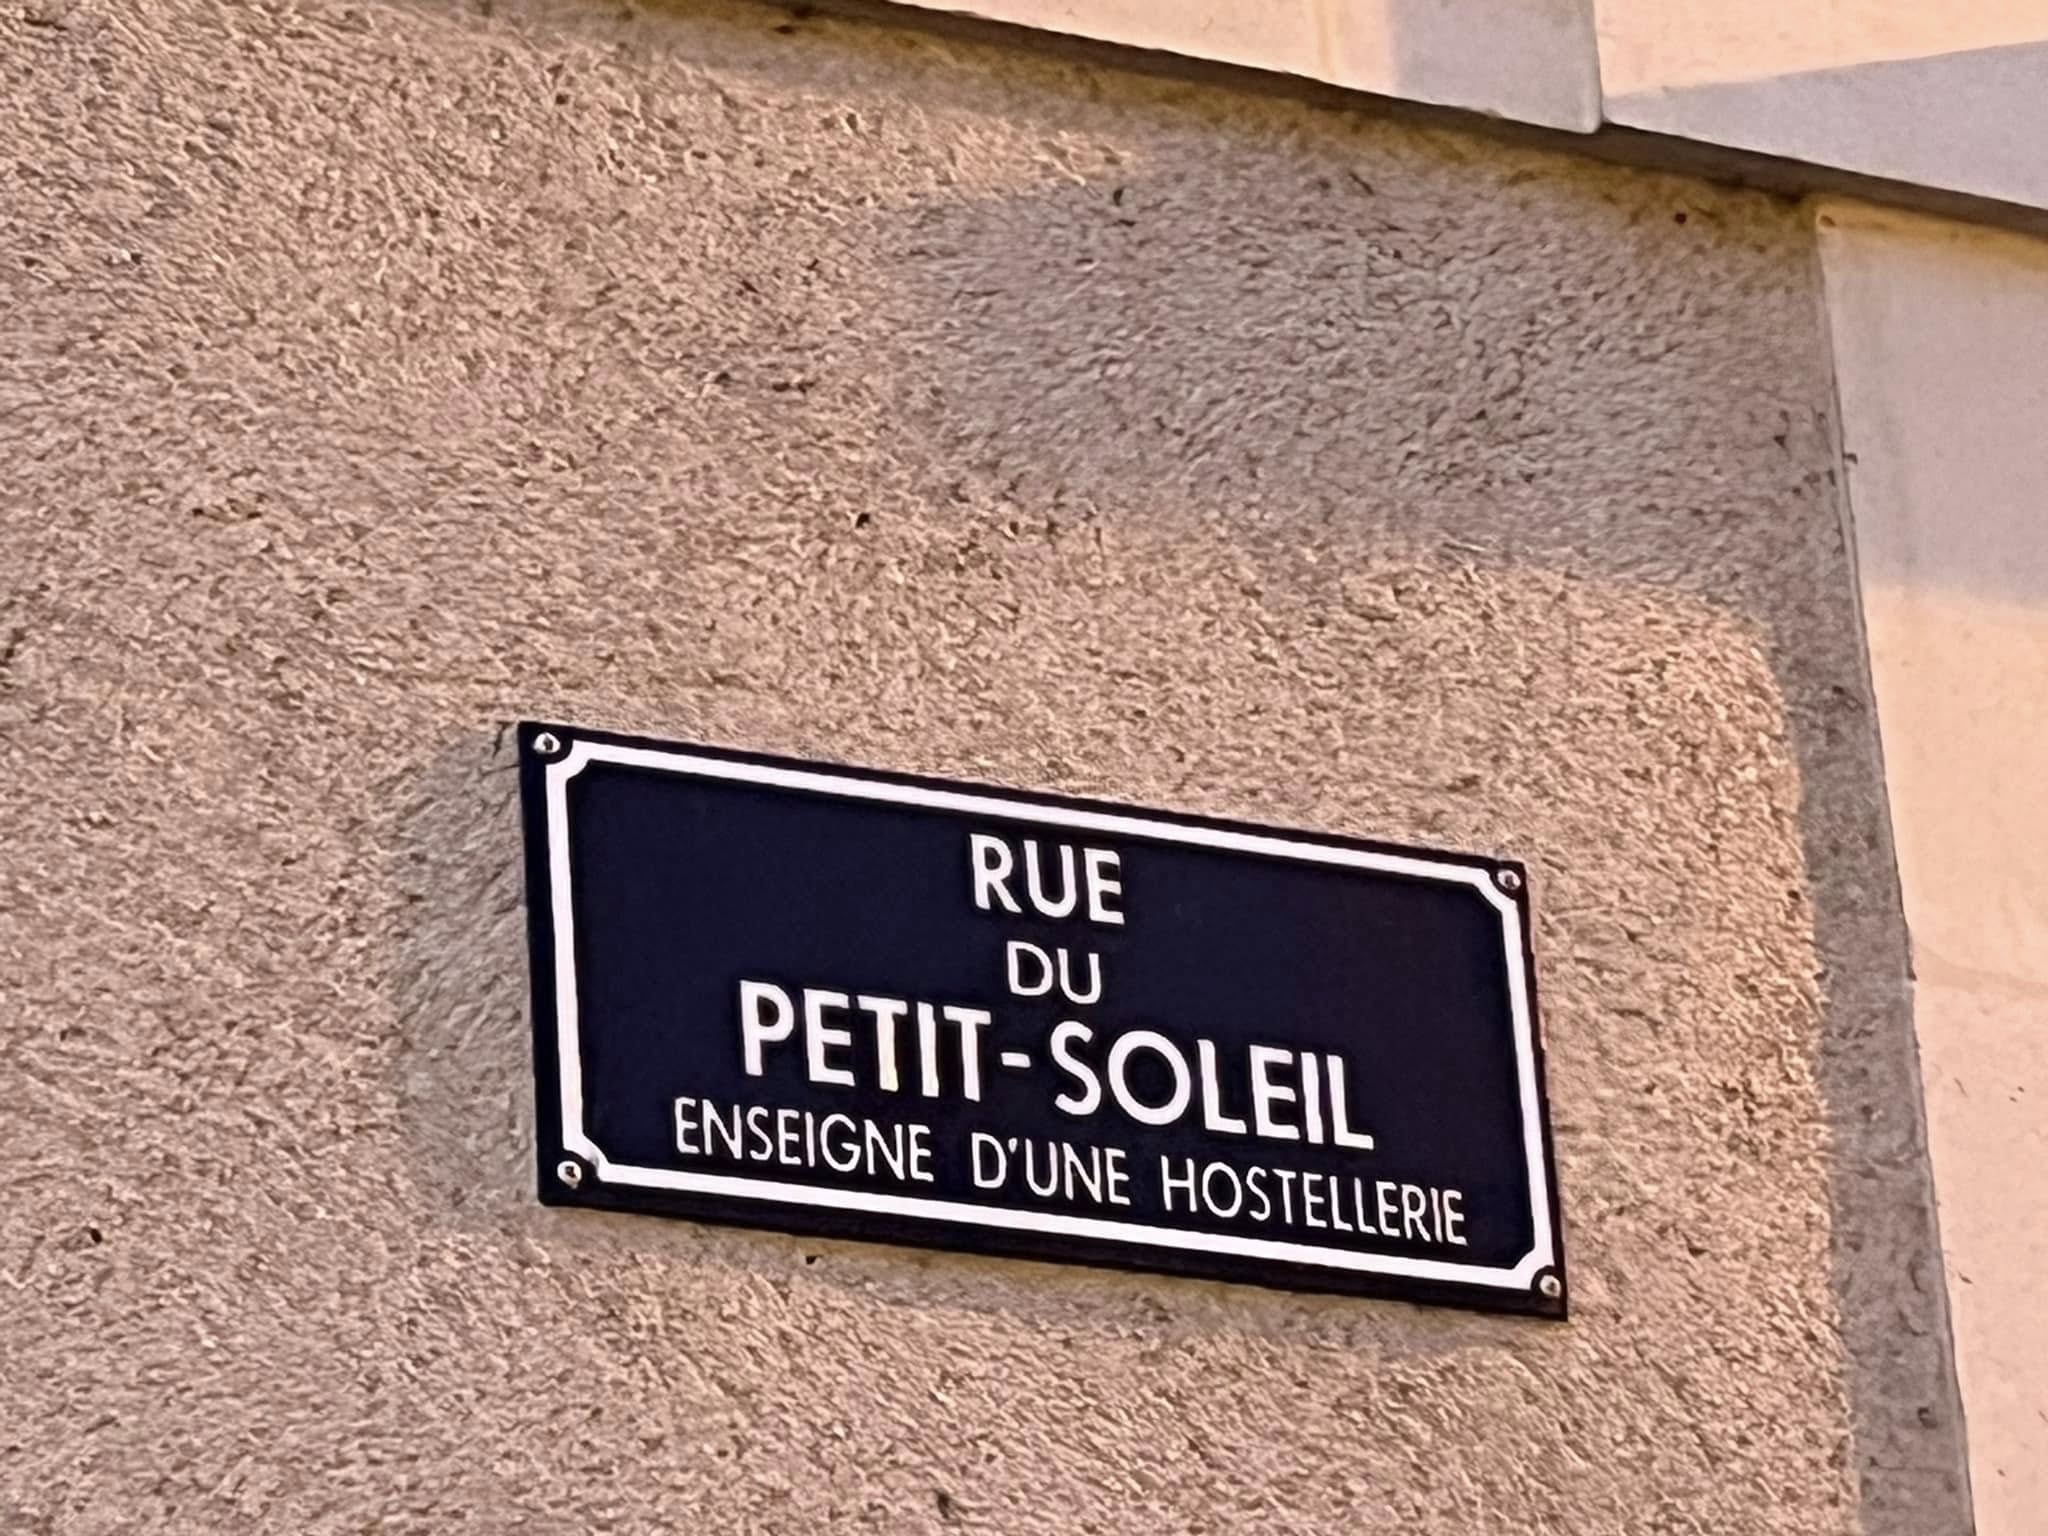 RUE
DU
PETIT-SOLEIL
ENSEIGNE D'UNE HOSTELLERIE